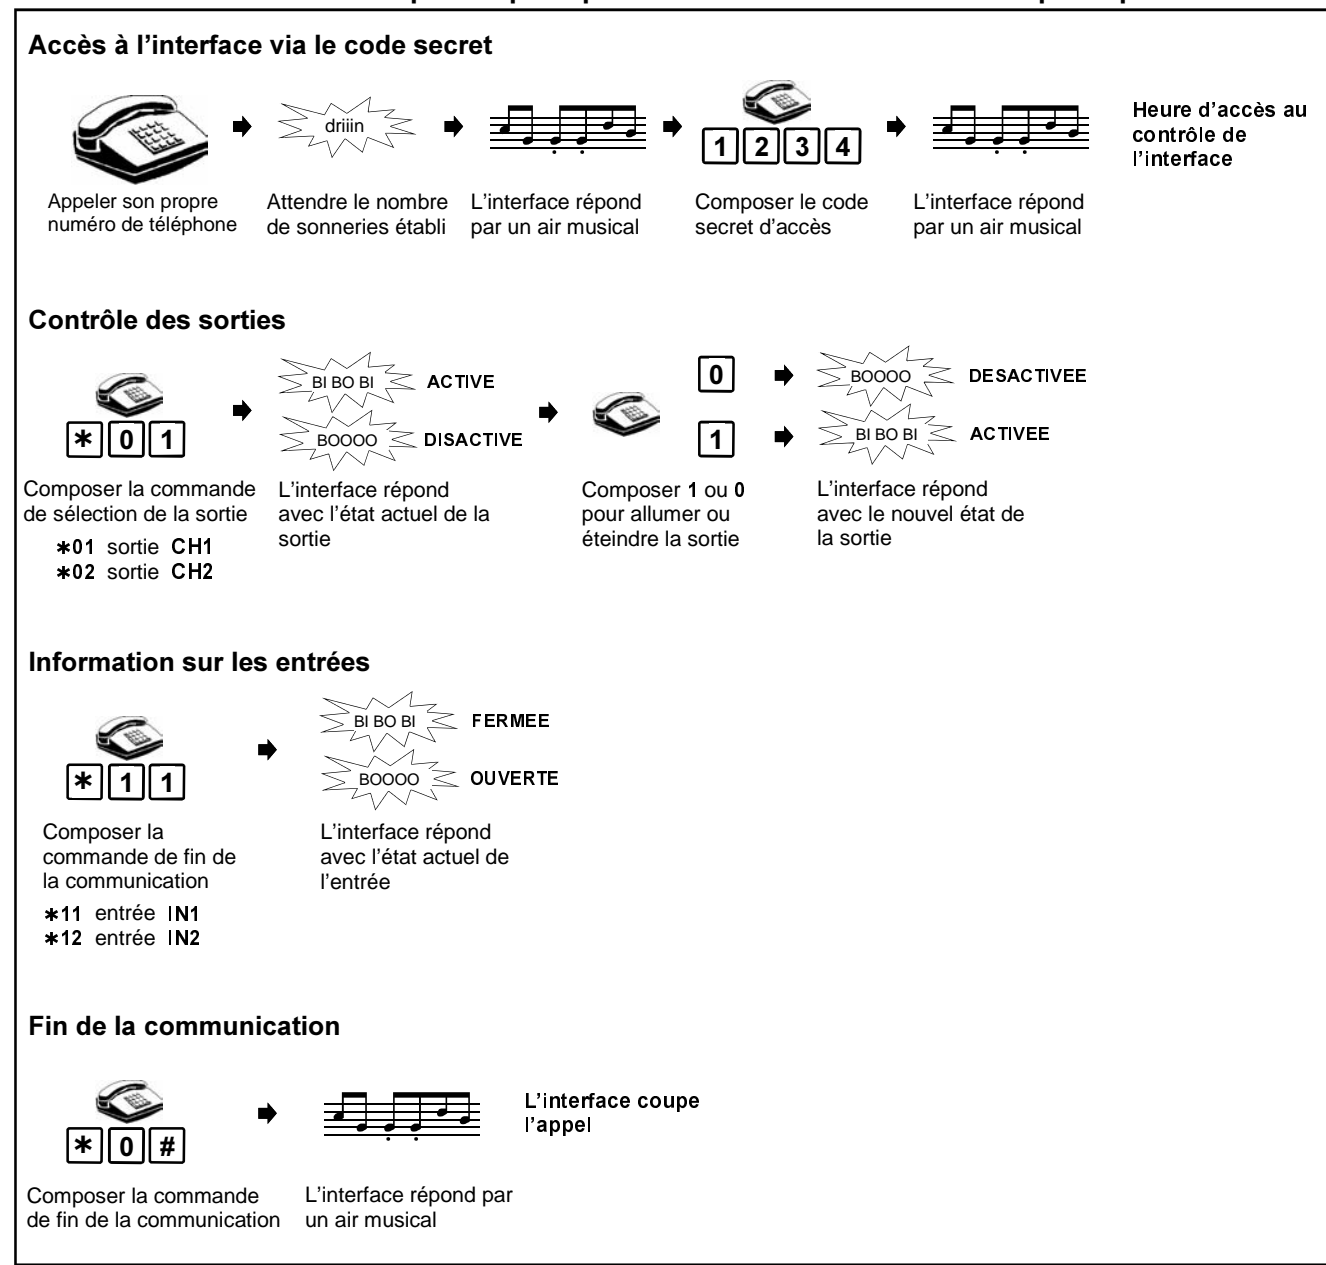 Accès à l'interface via le code secret
driiin
1 2 3 4
Heure d'accès au
contrôle de
l'interface
Appeler son propre
numéro de téléphone
Attendre le nombre
de sonneries établi
L'interface répond
par un air musical
Composer le code
secret d'accès
L'interface répond
par un air musical
Contrôle des sorties
* 0 1
BI BO BI ACTIVE
BOOOO DISACTIVE
0 BOOOO DESACTIVEE
1 BI BO BI ACTIVEE
Composer la commande
de sélection de la sortie
*01 sortie CH1
*02 sortie CH2
L'interface répond
avec l'état actuel de la
sortie
Composer 1 ou 0
pour allumer ou
éteindre la sortie
L'interface répond
avec le nouvel état de
la sortie
Information sur les entrées
* 1 1
BI BO BI FERMEE
BOOOO OUVERTE
Composer la
commande de fin de
la communication
*11 entrée IN1
*12 entrée IN2
L'interface répond
avec l'état actuel de
l'entrée
Fin de la communication
* 0 #
L'interface coupe
l'appel
Composer la commande
de fin de la communication
L'interface répond par
un air musical